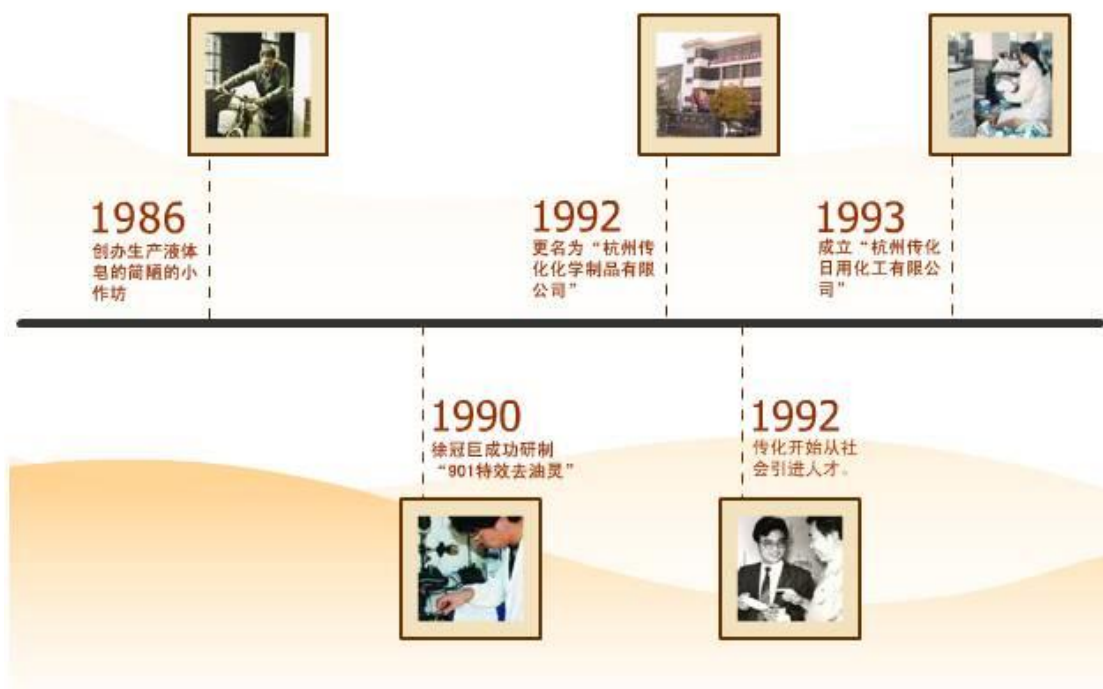 1986
创办生产液体
皂的简陋的小
作坊
1992
更名为“杭州传
化化学制品有限
公司”
1993
成立“杭州传化
日用化工有限公
司”
1990
徐冠巨成功研制
“901特效去油灵”
1992
传化开始从社
会引进人才。